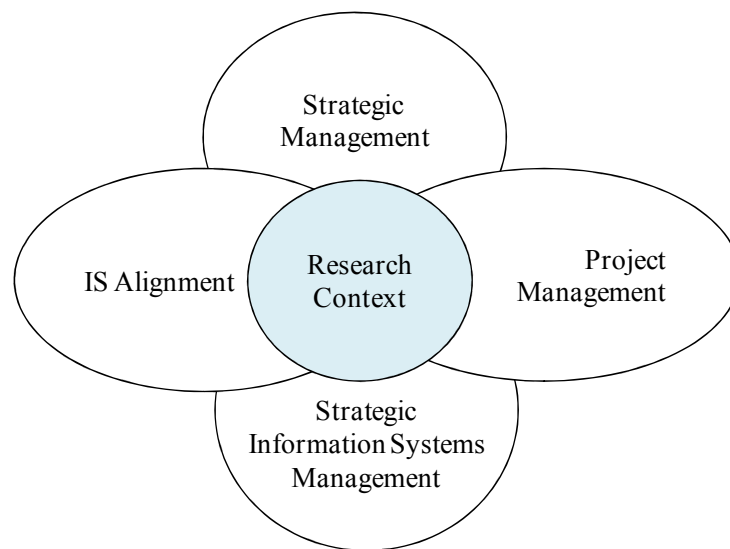 Strategic
Management
IS Alignment
Research
Context
Project
Management
Strategic
Information Systems
Management